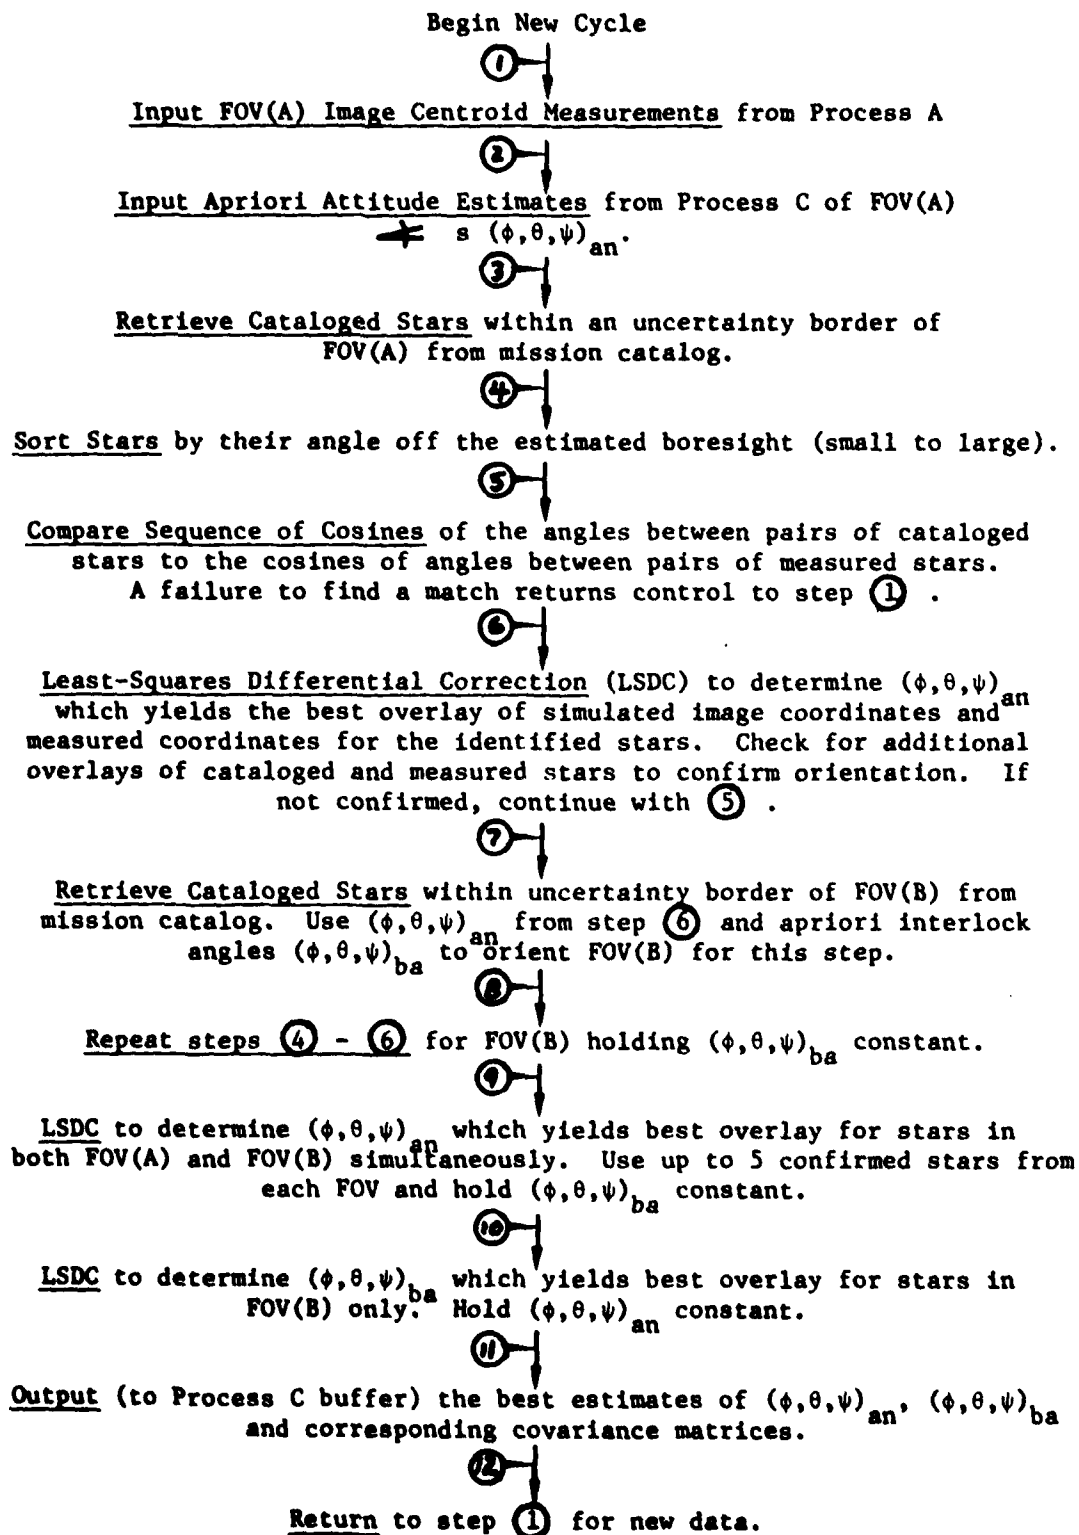 Begin New Cycle
1
Input FOV(A) Image Centroid Measurements from Process A
2
Input Apriori Attitude Estimates from Process C of FOV(A)
s (φ,θ,ψ)an.
3
Retrieve Cataloged Stars within an uncertainty border of
FOV(A) from mission catalog.
4
Sort Stars by their angle off the estimated boresight (small to large).
5
Compare Sequence of Cosines of the angles between pairs of cataloged
stars to the cosines of angles between pairs of measured stars.
A failure to find a match returns control to step 1 .
6
Least-Squares Differential Correction (LSDC) to determine (φ,θ,ψ)an
which yields the best overlay of simulated image coordinates and
measured coordinates for the identified stars. Check for additional
overlays of cataloged and measured stars to confirm orientation. If
not confirmed, continue with 5 .
7
Retrieve Cataloged Stars within uncertainty border of FOV(B) from
mission catalog. Use (φ,θ,ψ)an from step 6 and apriori interlock
angles (φ,θ,ψ)ba to orient FOV(B) for this step.
8
Repeat steps 4 - 6 for FOV(B) holding (φ,θ,ψ)ba constant.
9
LSDC to determine (φ,θ,ψ)an which yields best overlay for stars in
both FOV(A) and FOV(B) simultaneously. Use up to 5 confirmed stars from
each FOV and hold (φ,θ,ψ)ba constant.
10
LSDC to determine (φ,θ,ψ)ba which yields best overlay for stars in
FOV(B) only. Hold (φ,θ,ψ)an constant.
11
Output (to Process C buffer) the best estimates of (φ,θ,ψ)an, (φ,θ,ψ)ba
and corresponding covariance matrices.
12
Return to step 1 for new data.